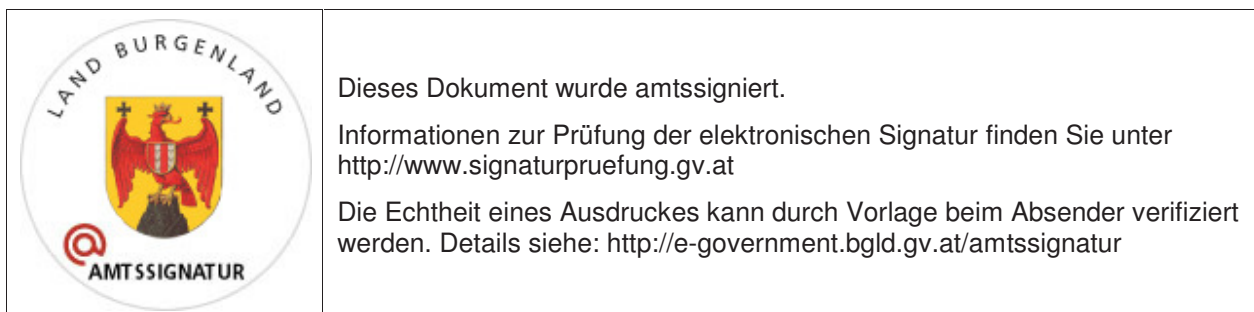 LAND BURGENLAND
@
AMTSSIGNATUR
Dieses Dokument wurde amtssigniert.
Informationen zur Prüfung der elektronischen Signatur finden Sie unter
http://www.signaturpruefung.gv.at
Die Echtheit eines Ausdruckes kann durch Vorlage beim Absender verifiziert
werden. Details siehe: http://e-government.bgld.gv.at/amtssignatur